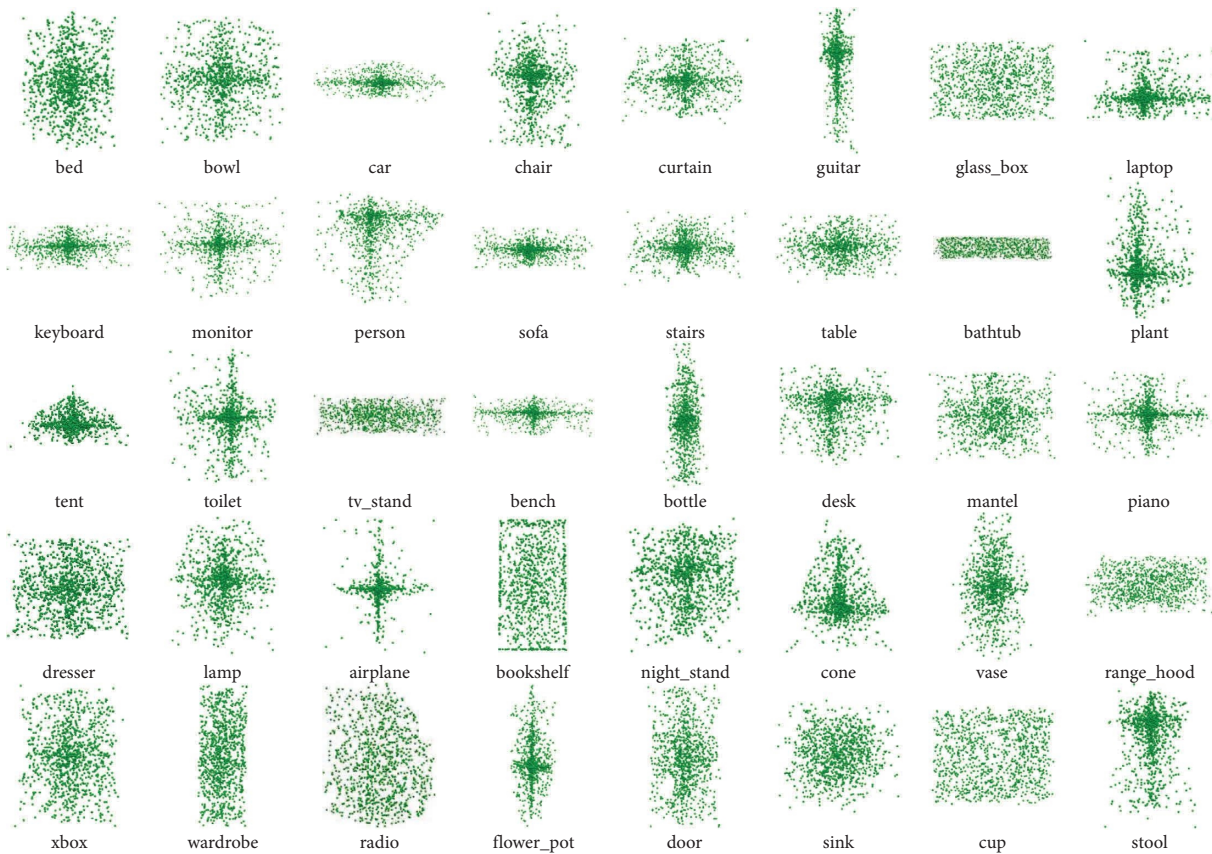 bed bowl car chair curtain guitar glass_box laptop
keyboard monitor person sofa stairs table bathtub plant
tent toilet tv_stand bench bottle desk mantel piano
dresser lamp airplane bookshelf night_stand cone vase range_hood
xbox wardrobe radio flower_pot door sink cup stool